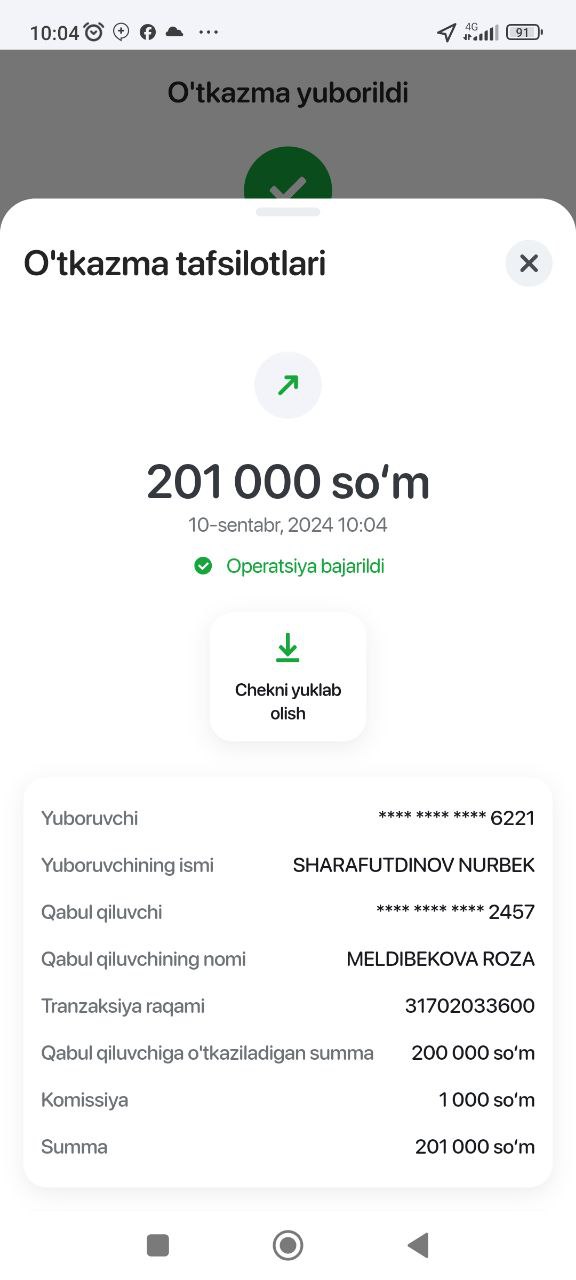 10:04
4G
91
O'tkazma yuborildi
O'tkazma tafsilotlari
201 000 so‘m
10-sentabr, 2024 10:04
Operatsiya bajarildi
Chekni yuklab
olish
Yuboruvchi **** **** **** 6221
Yuboruvchining ismi SHARAFUTDINOV NURBEK
Qabul qiluvchi **** **** **** 2457
Qabul qiluvchining nomi MELDIBEKOVA ROZA
Tranzaksiya raqami 31702033600
Qabul qiluvchiga o'tkaziladigan summa 200 000 so‘m
Komissiya 1 000 so‘m
Summa 201 000 so‘m